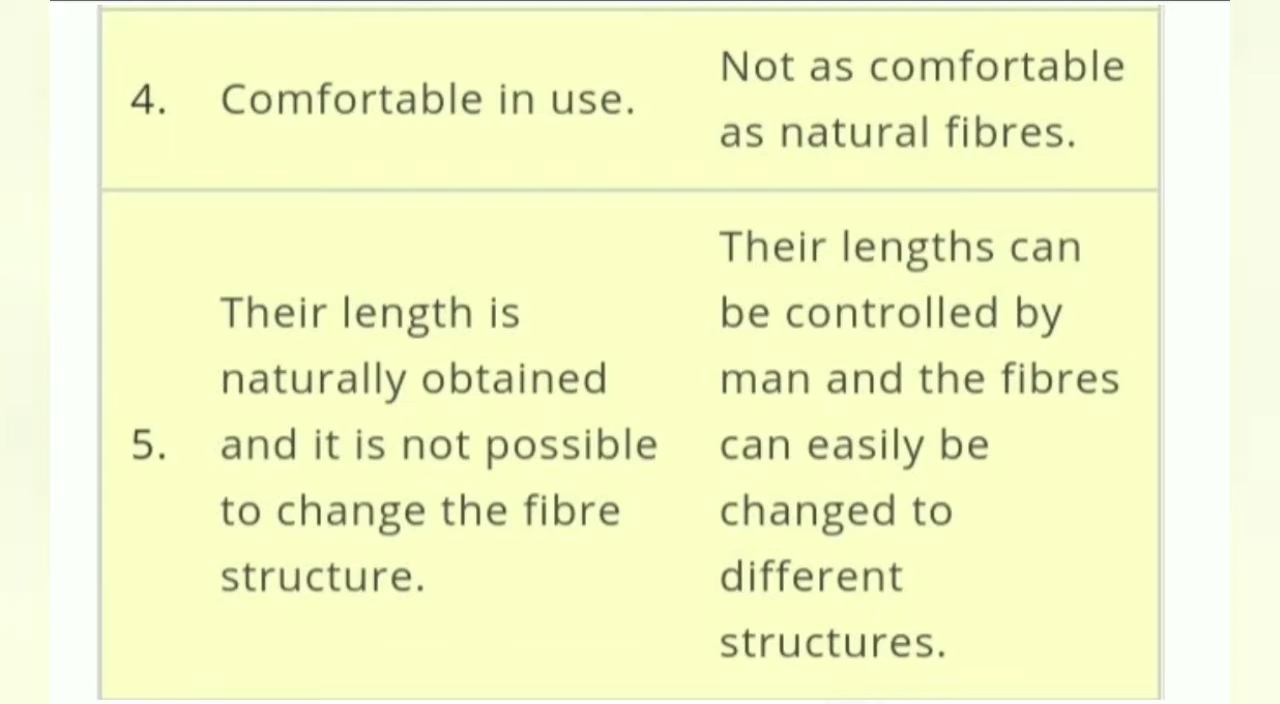 4. Comfortable in use.
Not as comfortable
as natural fibres.
5.
Their length is
naturally obtained
and it is not possible
to change the fibre
structure.
Their lengths can
be controlled by
man and the fibres
can easily be
changed to
different
structures.